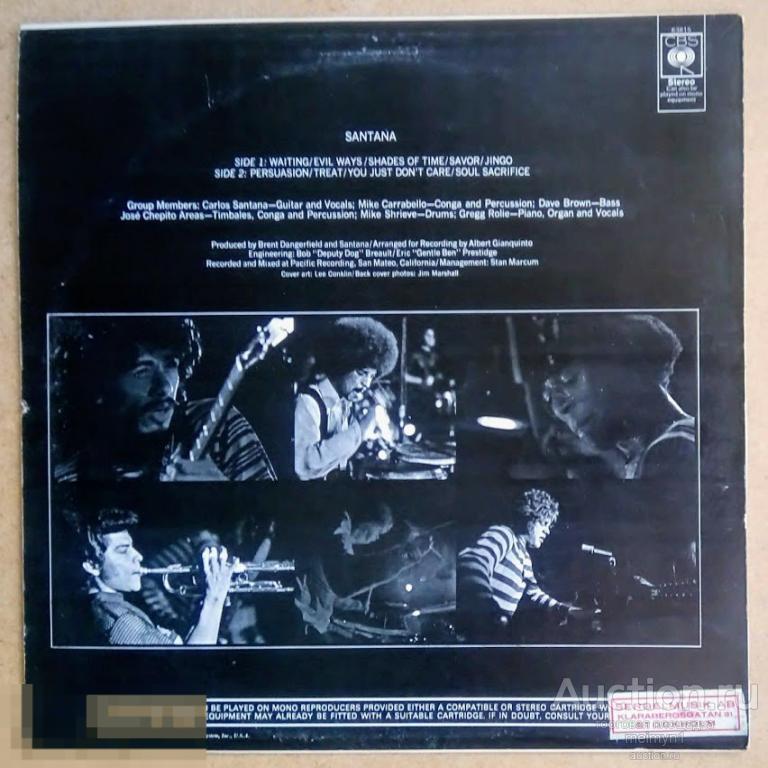 63815
CBS
Stereo
Can also be
played on mono
equipment
SANTANA
SIDE 1: WAITING/EVIL WAYS/SHADES OF TIME/SAVOR/JINGO
SIDE 2: PERSUASION/TREAT/YOU JUST DON'T CARE/SOUL SACRIFICE
Group Members: Carlos Santana—Guitar and Vocals; Mike Carrabello—Conga and Percussion; Dave Brown—Bass
José Chepito Areas—Timbales, Conga and Percussion; Mike Shrieve—Drums; Gregg Rolie—Piano, Organ and Vocals
Produced by Brent Dangerfield and Santana/Arranged for Recording by Albert Gianquinto
Engineering: Bob "Deputy Dog" Breault/Eric "Gentle Ben" Prestidge
Recorded and Mixed at Pacific Recording, San Mateo, California/Management: Stan Marcum
Cover art: Lee Conklin/Back cover photos: Jim Marshall
BE PLAYED ON MONO REPRODUCERS PROVIDED EITHER A COMPATIBLE OR STEREO CARTRIDGE
EQUIPMENT MAY ALREADY BE FITTED WITH A SUITABLE CARTRIDGE. IF IN DOUBT, CONSULT YOUR
Inc., U.S.A.
Auction.ru
KLARABERGSGATAN
STOCKHOLM
meimyn1
auction.ru